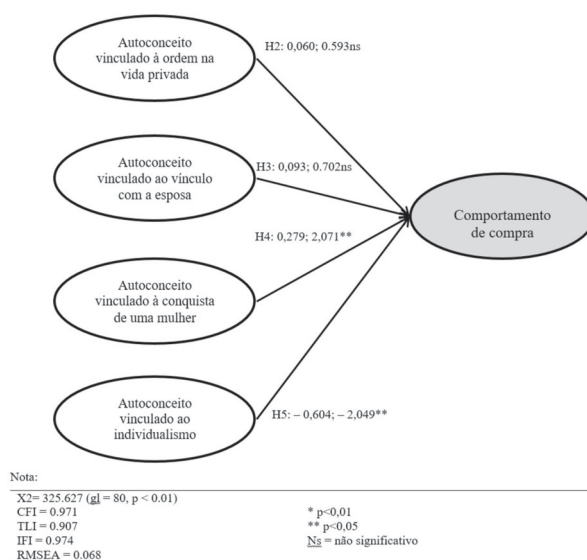 Autoconceito
vinculado à ordem na
vida privada
H2: 0,060; 0.593ns
Autoconceito
vinculado ao vínculo
com a esposa
H3: 0,093; 0.702ns
Comportamento
de compra
H4: 0,279; 2,071**
Autoconceito
vinculado à conquista
de uma mulher
Autoconceito
vinculado ao
individualismo
H5: – 0,604; – 2,049**
Nota:
X2= 325.627 (gl = 80, p < 0.01)
CFI = 0.971
TLI = 0.907
IFI = 0.974
RMSEA = 0.068
* p<0,01
** p<0,05
Ns = não significativo